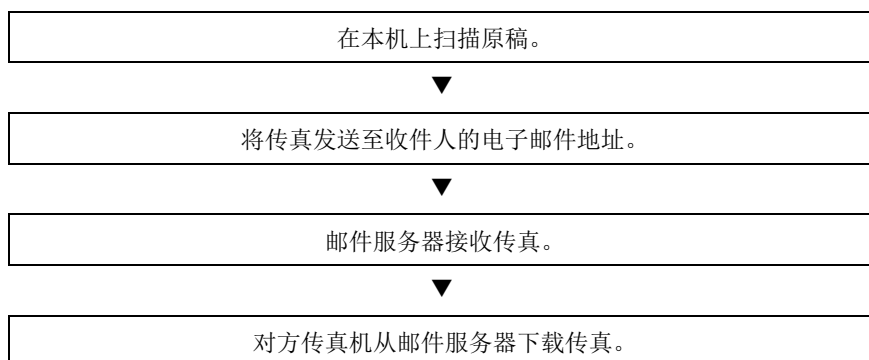 在本机上扫描原稿。
将传真发送至收件人的电子邮件地址。
邮件服务器接收传真。
对方传真机从邮件服务器下载传真。